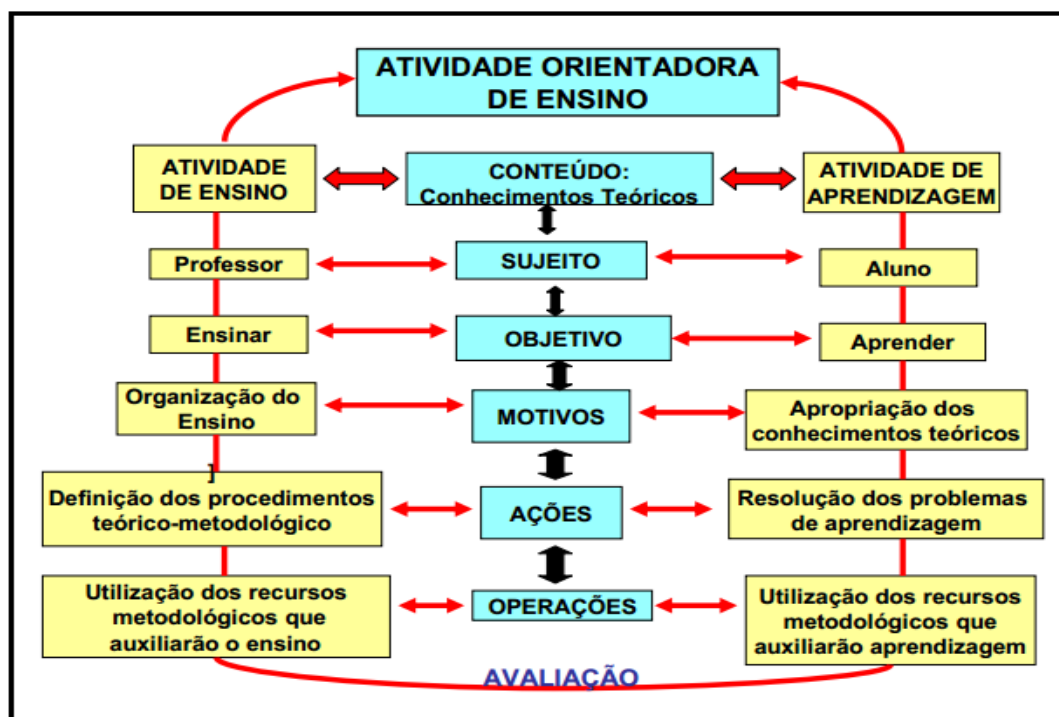 ATIVIDADE ORIENTADORA
DE ENSINO
ATIVIDADE
DE ENSINO
CONTEÚDO:
Conhecimentos Teóricos
ATIVIDADE DE
APRENDIZAGEM
Professor
SUJEITO
Aluno
Ensinar
OBJETIVO
Aprender
Organização do
Ensino
MOTIVOS
Apropriação dos
conhecimentos teóricos
]
Definição dos procedimentos
teórico-metodológico
AÇÕES
Resolução dos problemas
de aprendizagem
Utilização dos recursos
metodológicos que
auxiliarão o ensino
OPERAÇÕES
Utilização dos recursos
metodológicos que
auxiliarão aprendizagem
AVALIAÇÃO